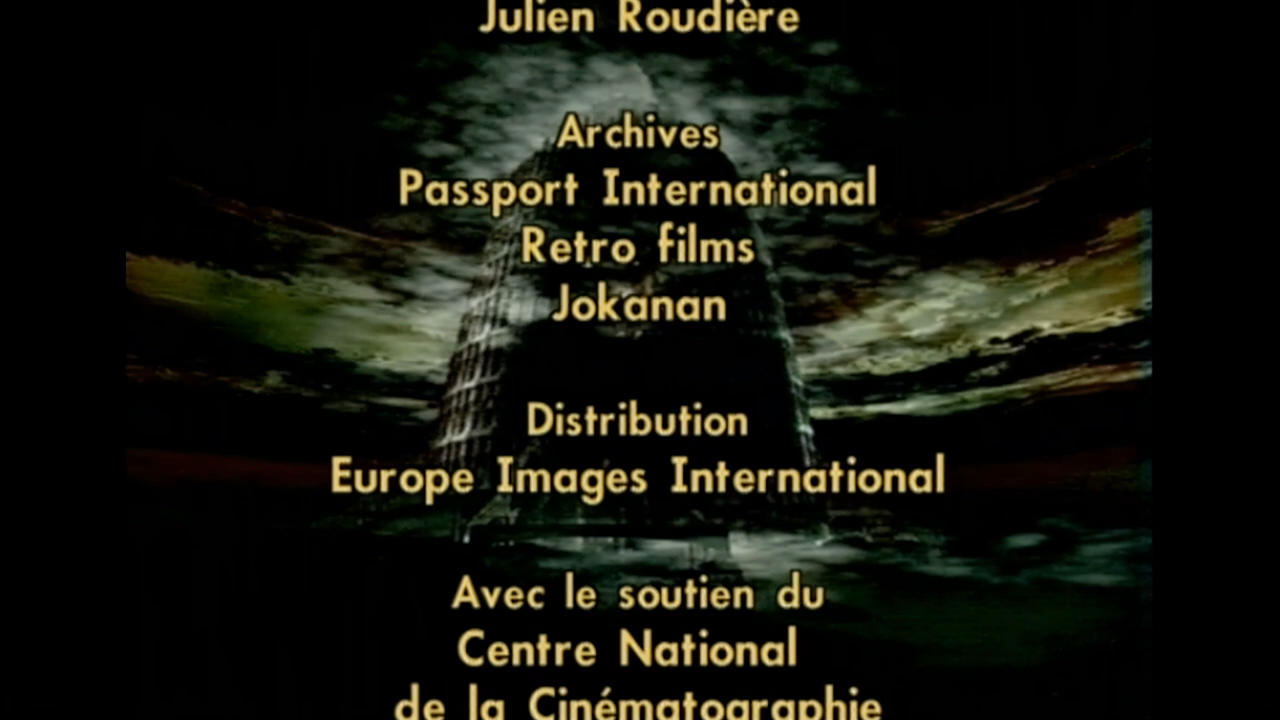 Julien Roudière
Archives
Passport International
Retro films
Jokanan
Distribution
Europe Images International
Avec le soutien du
Centre National
de la Cinématographie